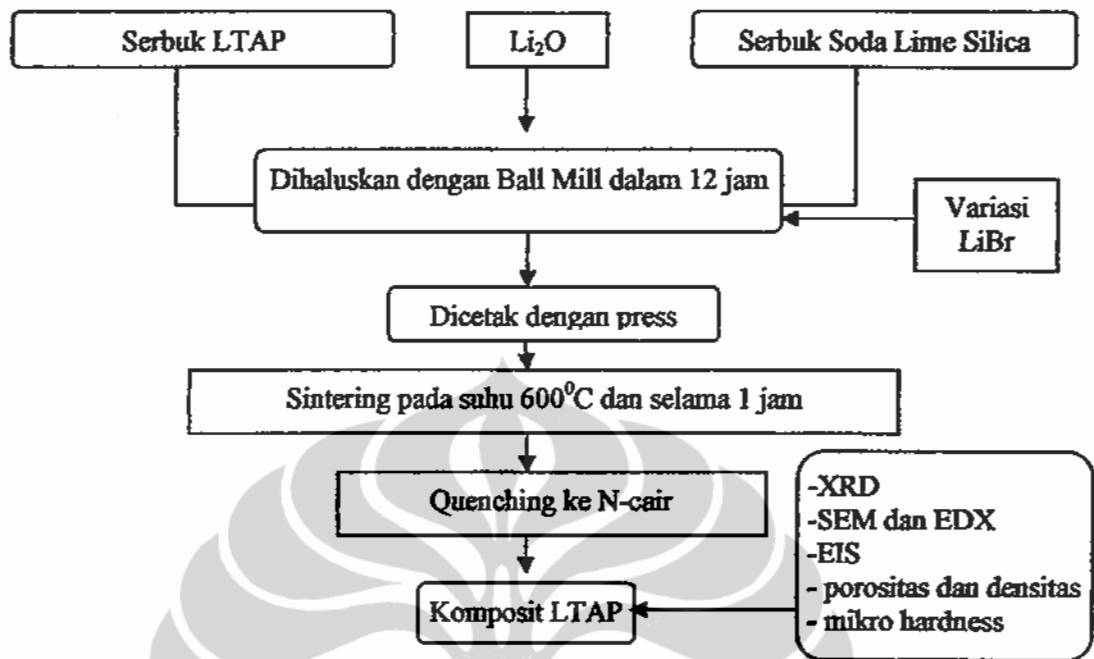 Serbuk LTAP
Li₂O
Serbuk Soda Lime Silica
Dihaluskan dengan Ball Mill dalam 12 jam
Variasi
LiBr
Dicetak dengan press
Sintering pada suhu 600⁰C dan selama 1 jam
Quenching ke N-cair
Komposit LTAP
-XRD
-SEM dan EDX
-EIS
- porositas dan densitas
- mikro hardness